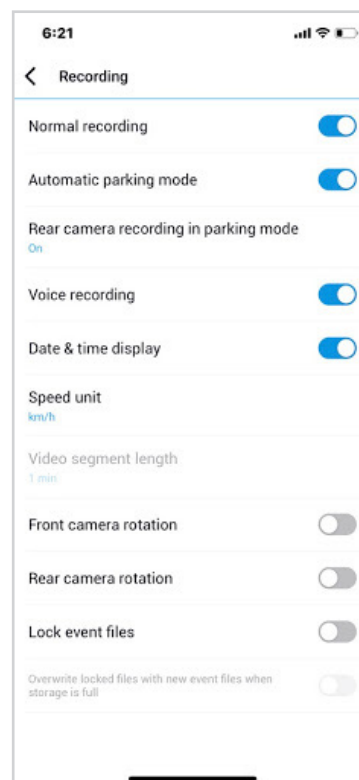 6:21
Recording
Normal recording
Automatic parking mode
Rear camera recording in parking mode
On
Voice recording
Date & time display
Speed unit
km/h
Video segment length
1 min
Front camera rotation
Rear camera rotation
Lock event files
Overwrite locked files with new event files when
storage is full